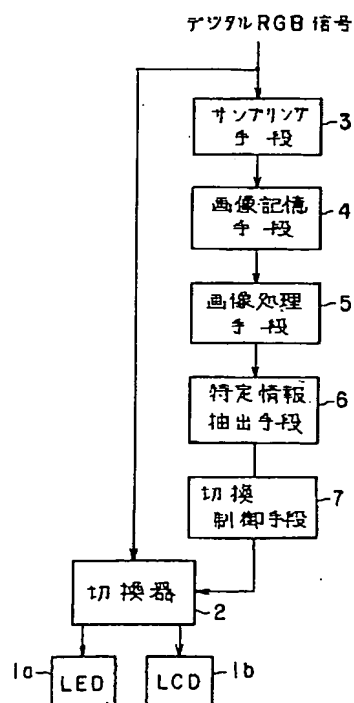 デジタルRGB 信号
サンプリング
手段
3
画像記憶
手段
4
画像処理
手段
5
特定情報
抽出手段
6
切換
制御手段
7
切換器
2
1a
LED
LCD
1b